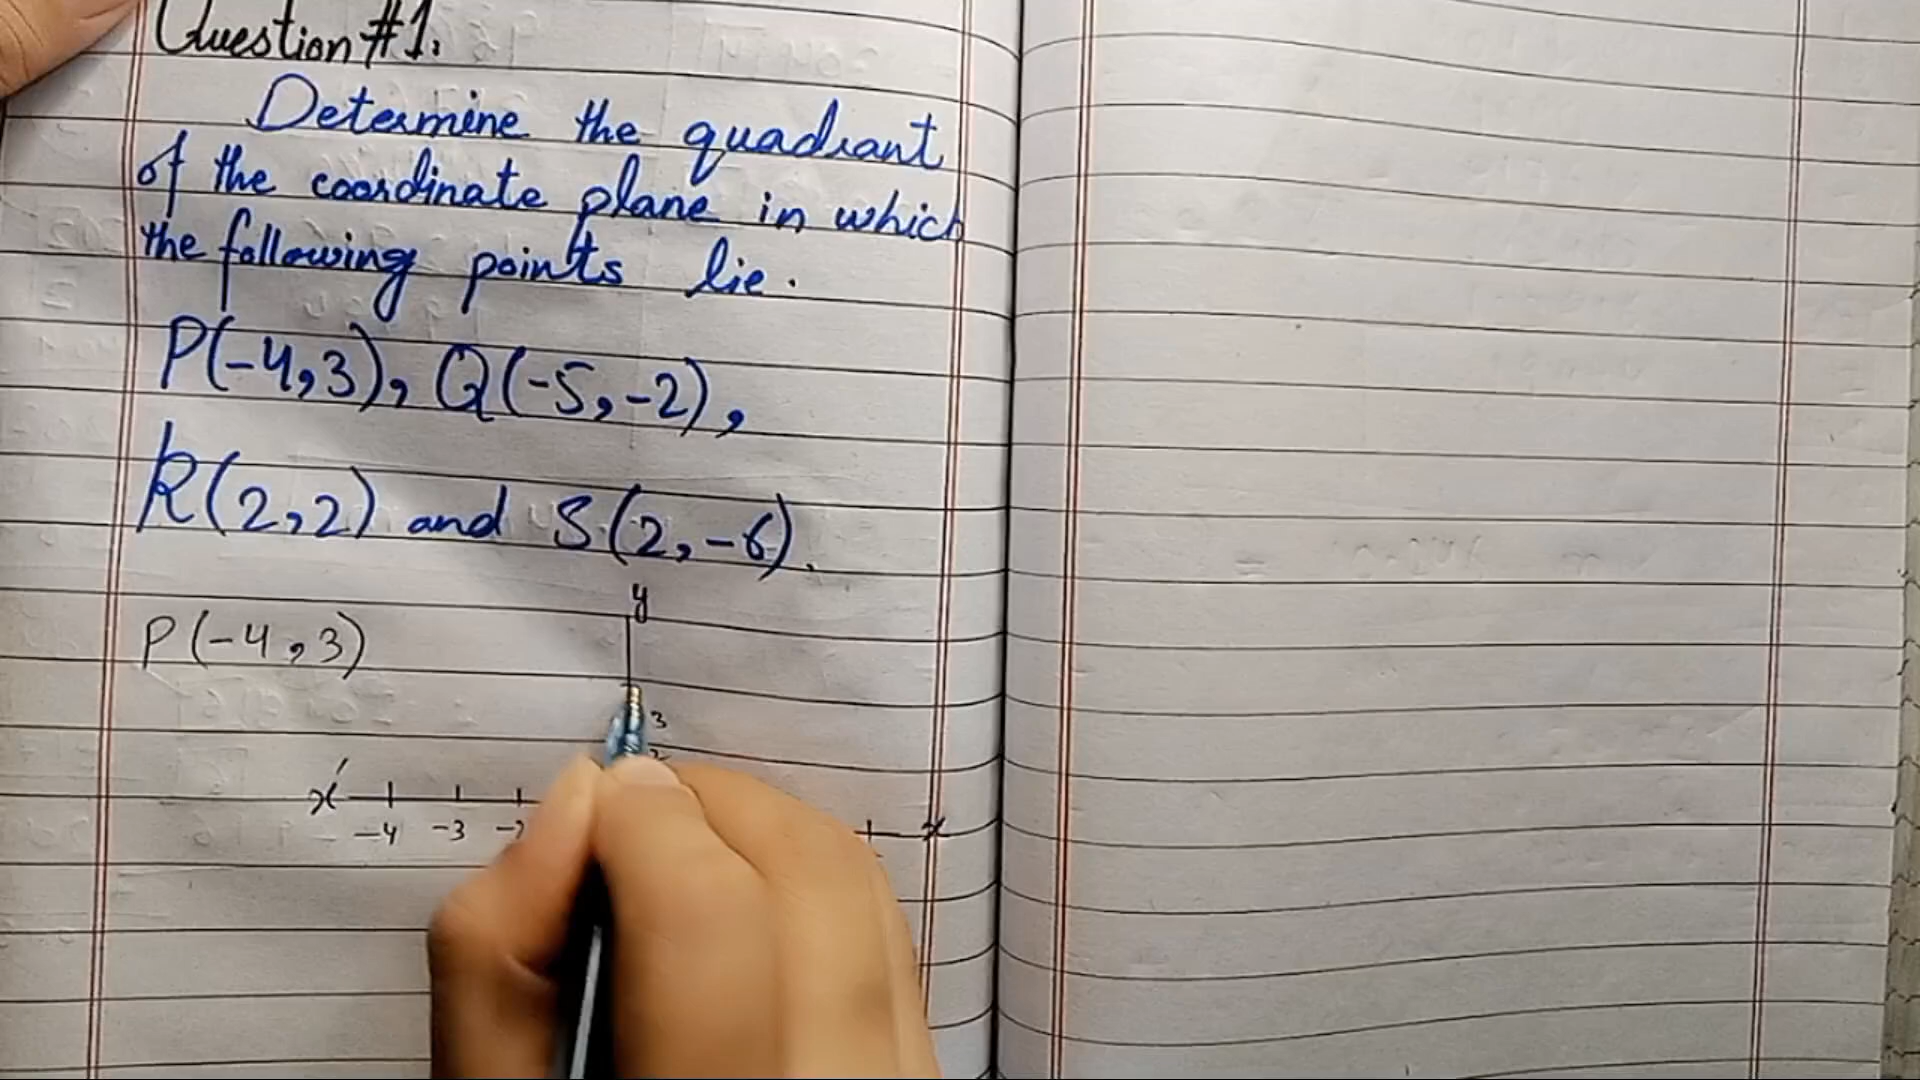 Question #1.
Determine the quadrant
of the coordinate plane in which
the following points lie.
P(-4,3), Q(-5,-2),
R(2,2) and S(2,-6).
y
P(-4,3)
3
x'
x
-4 -3